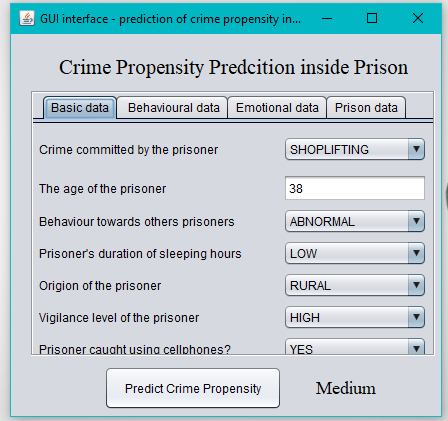 GUI interface - prediction of crime propensity in...
Crime Propensity Predcition inside Prison
Basic data Behavioural data Emotional data Prison data
Crime committed by the prisoner SHOPLIFTING
The age of the prisoner 38
Behaviour towards others prisoners ABNORMAL
Prisoner's duration of sleeping hours LOW
Origion of the prisoner RURAL
Vigilance level of the prisoner HIGH
Prisoner caught using cellphones? YES
Predict Crime Propensity Medium